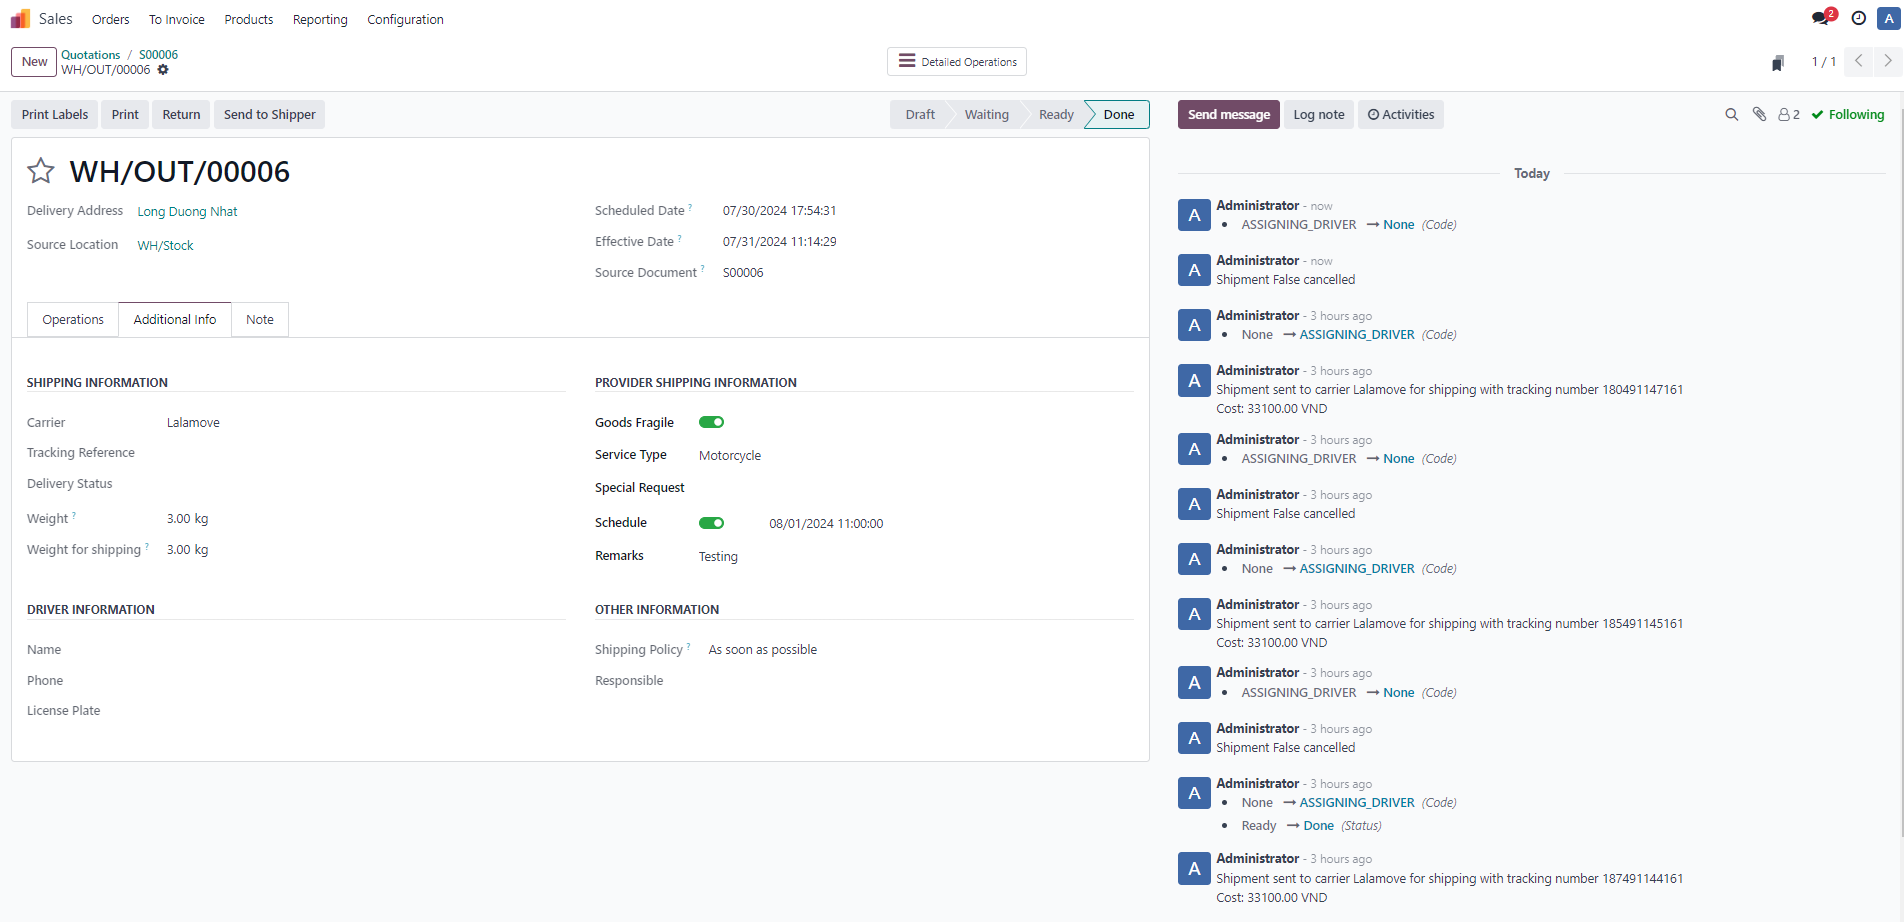 Sales Orders To Invoice Products Reporting Configuration
2
A
New
Quotations / S00006
WH/OUT/00006
Detailed Operations
1 / 1
Print Labels Print Return Send to Shipper
Draft Waiting Ready Done
Send message Log note Activities
2 Following
WH/OUT/00006
Delivery Address Long Duong Nhat
Source Location WH/Stock
Scheduled Date ? 07/30/2024 17:54:31
Effective Date ? 07/31/2024 11:14:29
Source Document ? S00006
Operations Additional Info Note
SHIPPING INFORMATION
Carrier Lalamove
Tracking Reference
Delivery Status
Weight ? 3.00 kg
Weight for shipping ? 3.00 kg
PROVIDER SHIPPING INFORMATION
Goods Fragile
Service Type Motorcycle
Special Request
Schedule 08/01/2024 11:00:00
Remarks Testing
DRIVER INFORMATION
Name
Phone
License Plate
OTHER INFORMATION
Shipping Policy ? As soon as possible
Responsible
Today
A Administrator - now
ASSIGNING_DRIVER → None (Code)
A Administrator - now
Shipment False cancelled
A Administrator - 3 hours ago
None → ASSIGNING_DRIVER (Code)
A Administrator - 3 hours ago
Shipment sent to carrier Lalamove for shipping with tracking number 180491147161
Cost: 33100.00 VND
A Administrator - 3 hours ago
ASSIGNING_DRIVER → None (Code)
A Administrator - 3 hours ago
Shipment False cancelled
A Administrator - 3 hours ago
None → ASSIGNING_DRIVER (Code)
A Administrator - 3 hours ago
Shipment sent to carrier Lalamove for shipping with tracking number 185491145161
Cost: 33100.00 VND
A Administrator - 3 hours ago
ASSIGNING_DRIVER → None (Code)
A Administrator - 3 hours ago
Shipment False cancelled
A Administrator - 3 hours ago
None → ASSIGNING_DRIVER (Code)
Ready → Done (Status)
A Administrator - 3 hours ago
Shipment sent to carrier Lalamove for shipping with tracking number 187491144161
Cost: 33100.00 VND